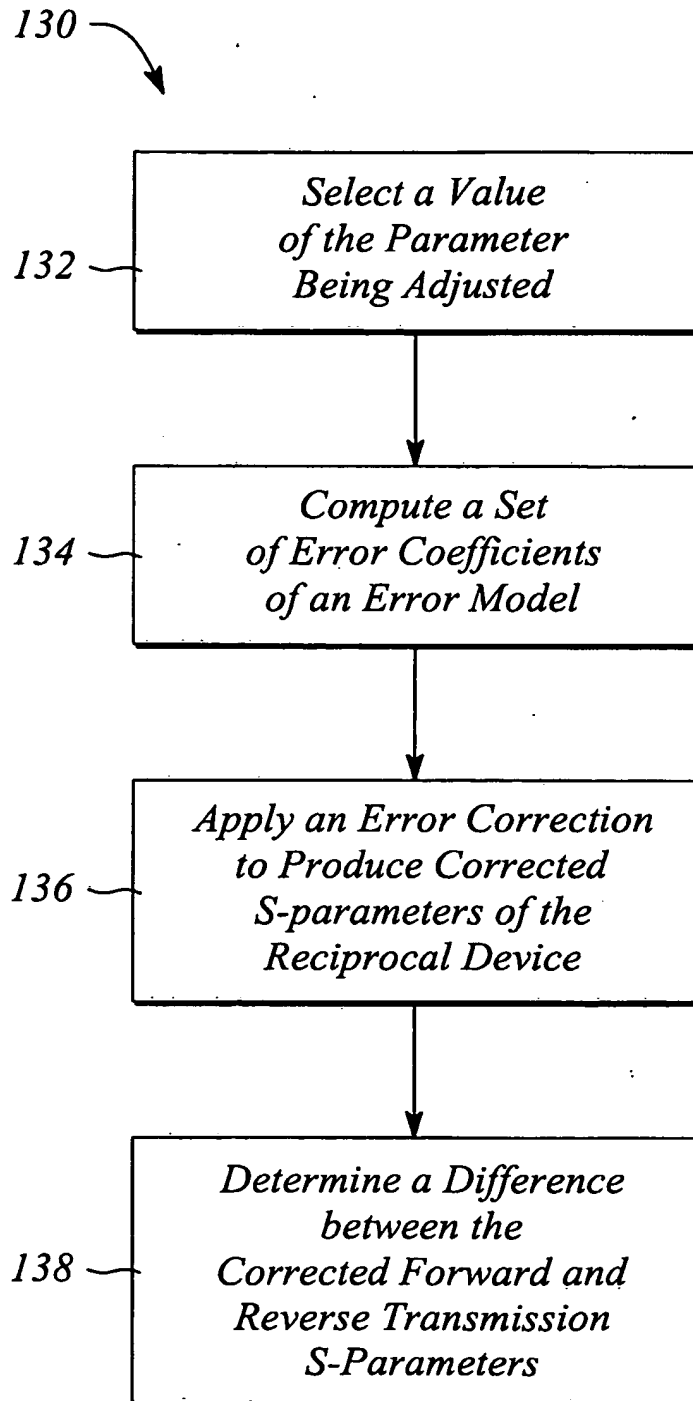 130
Select a Value
of the Parameter
Being Adjusted
132
Compute a Set
of Error Coefficients
of an Error Model
134
Apply an Error Correction
to Produce Corrected
S-parameters of the
Reciprocal Device
136
Determine a Difference
between the
Corrected Forward and
Reverse Transmission
S-Parameters
138